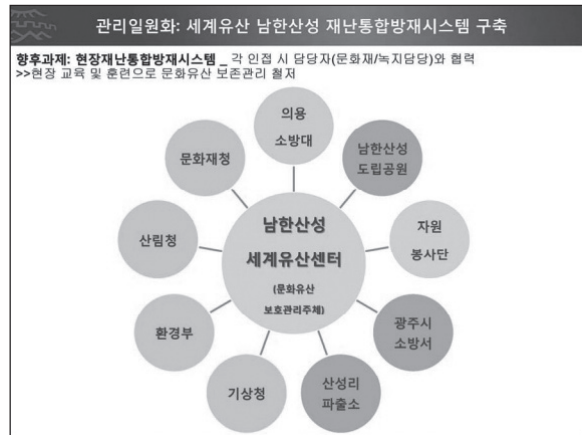 관리일원화: 세계유산 남한산성 재난통합방재시스템 구축
향후과제: 현장재난통합방재시스템 _ 각 인접 시 담당자(문화재/녹지담당)와 협력
>>현장 교육 및 훈련으로 문화유산 보존관리 철저
의용
소방대
남한산성
도립공원
자원
봉사단
광주시
소방서
산성리
파출소
기상청
환경부
산림청
문화재청
남한산성
세계유산센터
(문화유산
보호관리주체)